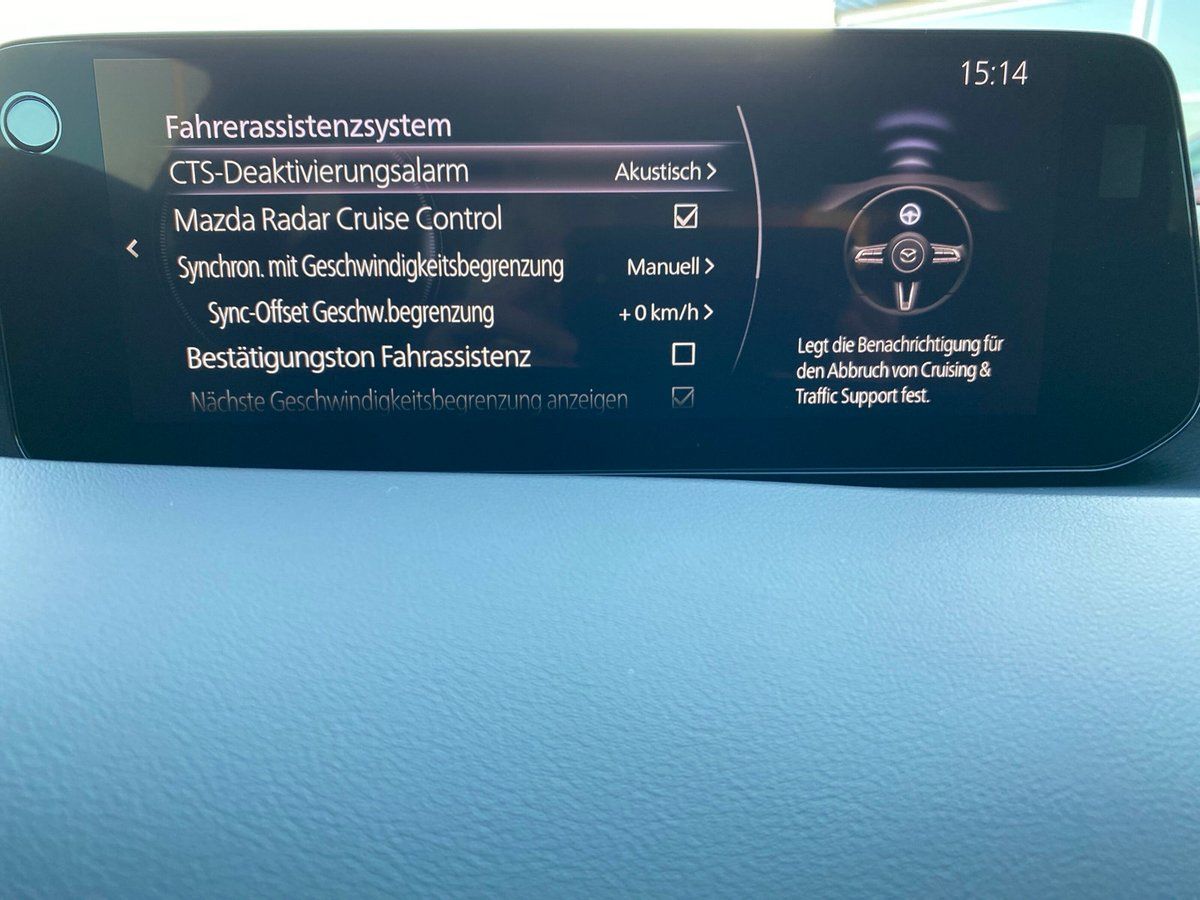 15:14
Fahrerassistenzsystem
CTS-Deaktivierungsalarm Akustisch >
Mazda Radar Cruise Control
Synchron. mit Geschwindigkeitsbegrenzung Manuell >
Sync-Offset Geschw.begrenzung + 0 km/h >
Bestätigungston Fahrassistenz
Nächste Geschwindigkeitsbegrenzung anzeigen
Legt die Benachrichtigung für
den Abbruch von Cruising &
Traffic Support fest.